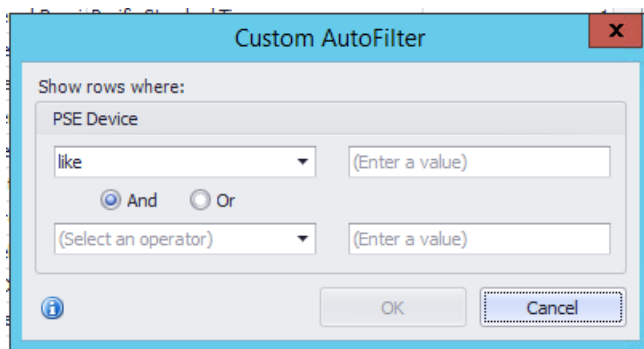 Custom AutoFilter
x
Show rows where:
PSE Device
like
(Enter a value)
And
Or
(Select an operator)
(Enter a value)
OK
Cancel